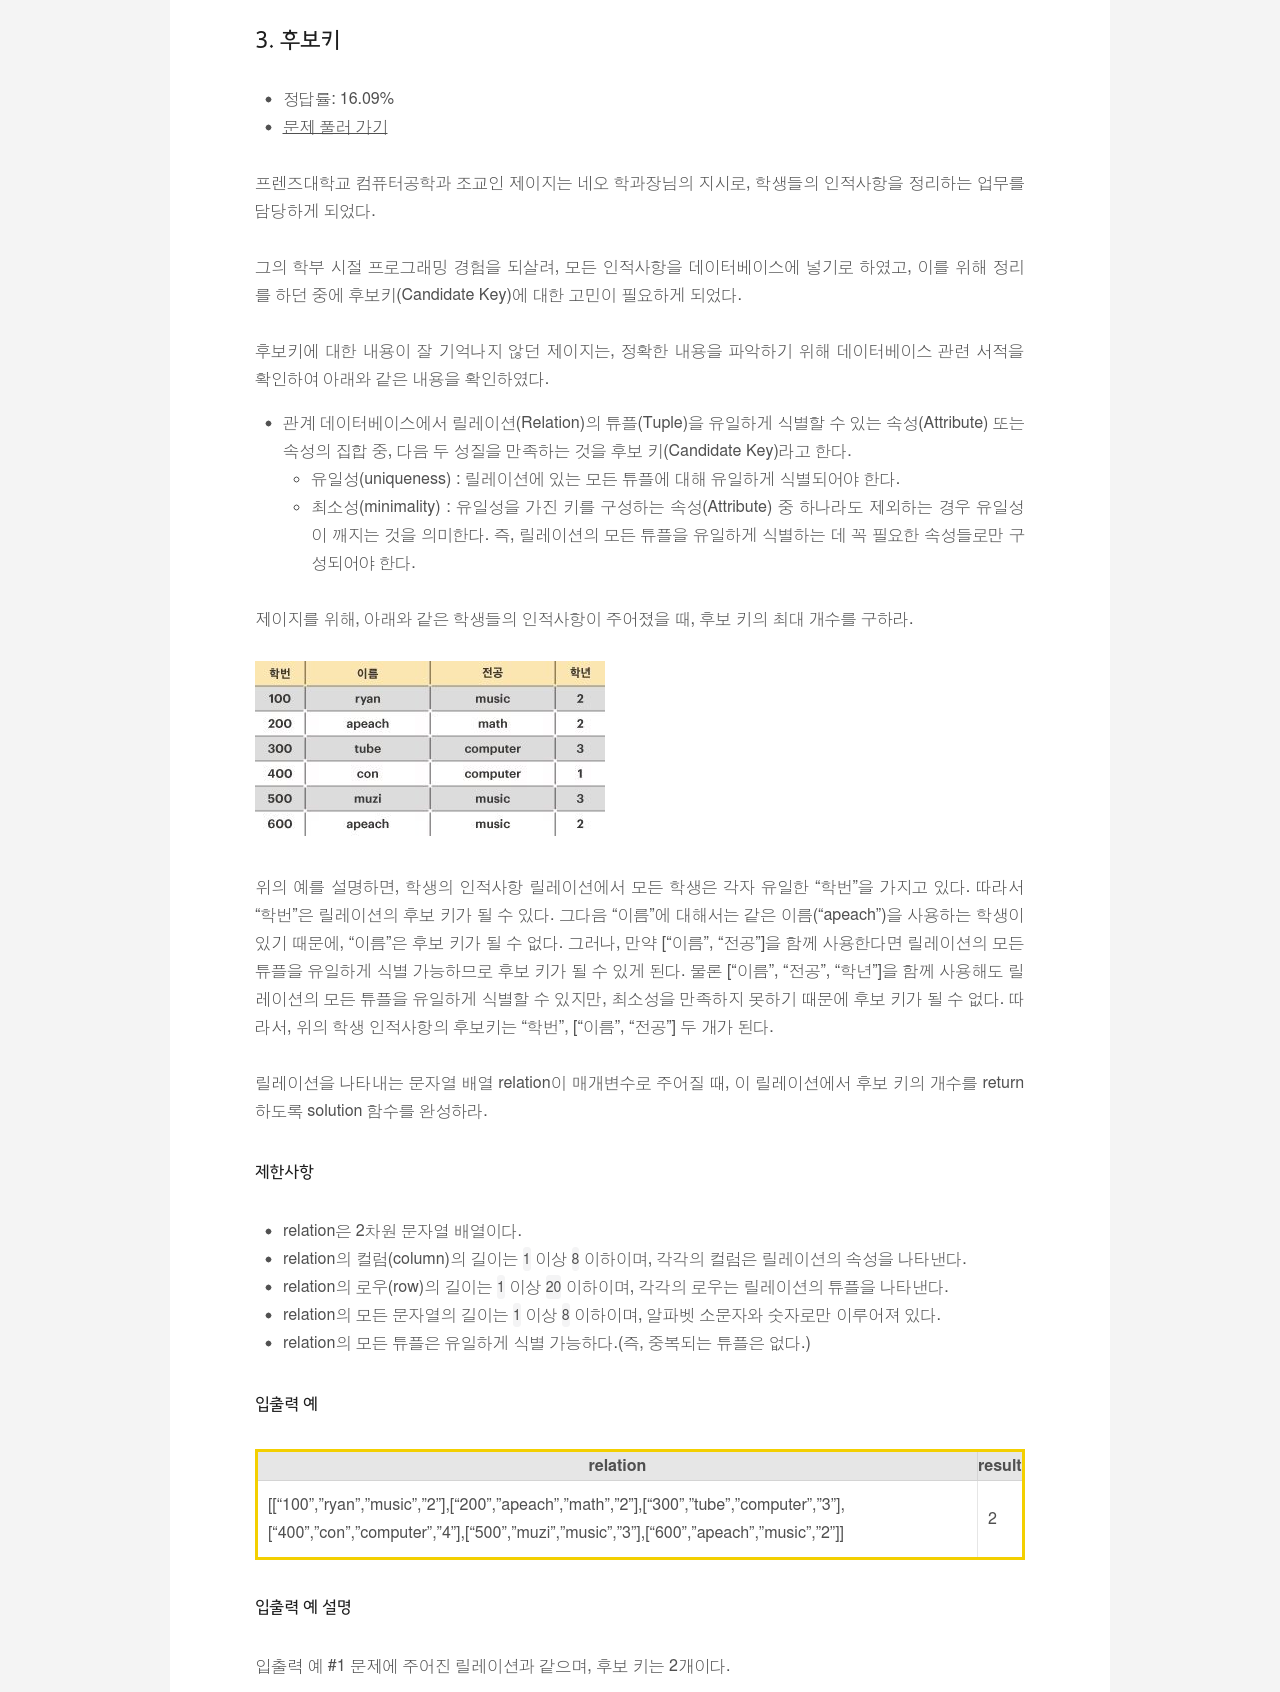 3. 후보키
정답률: 16.09%
문제 풀러 가기
프렌즈대학교 컴퓨터공학과 조교인 제이지는 네오 학과장님의 지시로, 학생들의 인적사항을 정리하는 업무를
담당하게 되었다.
그의 학부 시절 프로그래밍 경험을 되살려, 모든 인적사항을 데이터베이스에 넣기로 하였고, 이를 위해 정리
를 하던 중에 후보키(Candidate Key)에 대한 고민이 필요하게 되었다.
후보키에 대한 내용이 잘 기억나지 않던 제이지는, 정확한 내용을 파악하기 위해 데이터베이스 관련 서적을
확인하여 아래와 같은 내용을 확인하였다.
관계 데이터베이스에서 릴레이션(Relation)의 튜플(Tuple)을 유일하게 식별할 수 있는 속성(Attribute) 또는
속성의 집합 중, 다음 두 성질을 만족하는 것을 후보 키(Candidate Key)라고 한다.
유일성(uniqueness) : 릴레이션에 있는 모든 튜플에 대해 유일하게 식별되어야 한다.
최소성(minimality) : 유일성을 가진 키를 구성하는 속성(Attribute) 중 하나라도 제외하는 경우 유일성
이 깨지는 것을 의미한다. 즉, 릴레이션의 모든 튜플을 유일하게 식별하는 데 꼭 필요한 속성들로만 구
성되어야 한다.
제이지를 위해, 아래와 같은 학생들의 인적사항이 주어졌을 때, 후보 키의 최대 개수를 구하라.
학번 이름 전공 학년
100 ryan music 2
200 apeach math 2
300 tube computer 3
400 con computer 1
500 muzi music 3
600 apeach music 2
위의 예를 설명하면, 학생의 인적사항 릴레이션에서 모든 학생은 각자 유일한 “학번”을 가지고 있다. 따라서
“학번”은 릴레이션의 후보 키가 될 수 있다. 그다음 “이름”에 대해서는 같은 이름(“apeach”)을 사용하는 학생이
있기 때문에, “이름”은 후보 키가 될 수 없다. 그러나, 만약 [“이름”, “전공”]을 함께 사용한다면 릴레이션의 모든
튜플을 유일하게 식별 가능하므로 후보 키가 될 수 있게 된다. 물론 [“이름”, “전공”, “학년”]을 함께 사용해도 릴
레이션의 모든 튜플을 유일하게 식별할 수 있지만, 최소성을 만족하지 못하기 때문에 후보 키가 될 수 없다. 따
라서, 위의 학생 인적사항의 후보키는 “학번”, [“이름”, “전공”] 두 개가 된다.
릴레이션을 나타내는 문자열 배열 relation이 매개변수로 주어질 때, 이 릴레이션에서 후보 키의 개수를 return
하도록 solution 함수를 완성하라.
제한사항
relation은 2차원 문자열 배열이다.
relation의 컬럼(column)의 길이는 1 이상 8 이하이며, 각각의 컬럼은 릴레이션의 속성을 나타낸다.
relation의 로우(row)의 길이는 1 이상 20 이하이며, 각각의 로우는 릴레이션의 튜플을 나타낸다.
relation의 모든 문자열의 길이는 1 이상 8 이하이며, 알파벳 소문자와 숫자로만 이루어져 있다.
relation의 모든 튜플은 유일하게 식별 가능하다.(즉, 중복되는 튜플은 없다.)
입출력 예
relation result
[[“100”,”ryan”,”music”,”2”],[“200”,”apeach”,”math”,”2”],[“300”,”tube”,”computer”,”3”],
[“400”,”con”,”computer”,”4”],[“500”,”muzi”,”music”,”3”],[“600”,”apeach”,”music”,”2”]]
2
입출력 예 설명
입출력 예 #1 문제에 주어진 릴레이션과 같으며, 후보 키는 2개이다.